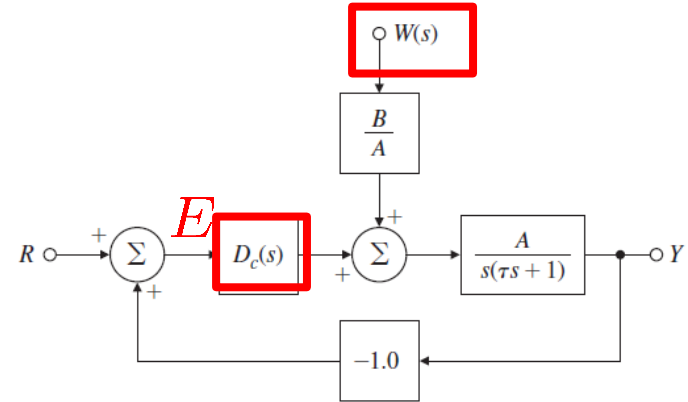 W(s)
B
A
E
+
+
R
Σ
+
D_c(s)
+
Σ
A
s(τs + 1)
Y
−1.0